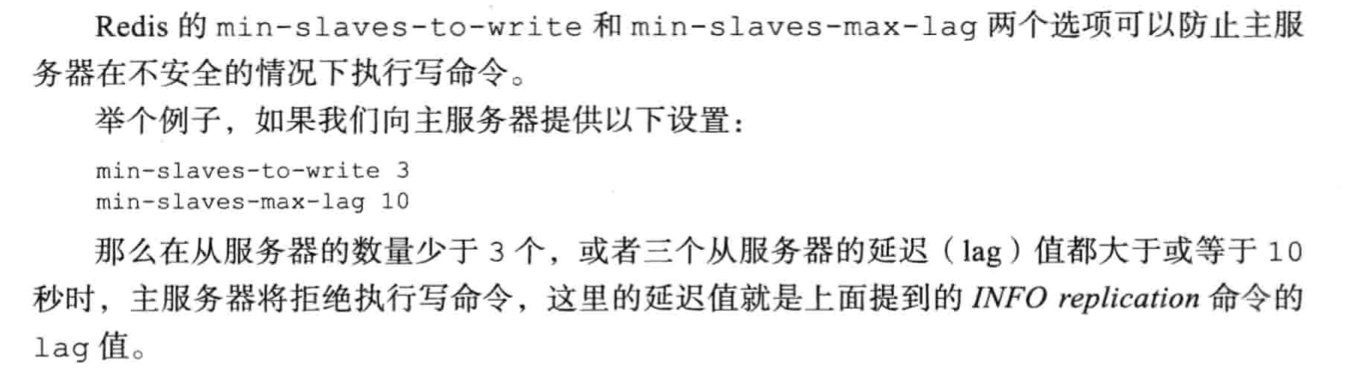 Redis 的 min-slaves-to-write 和 min-slaves-max-lag 两个选项可以防止主服
务器在不安全的情况下执行写命令。
举个例子，如果我们向主服务器提供以下设置：
min-slaves-to-write 3
min-slaves-max-lag 10
那么在从服务器的数量少于 3 个，或者三个从服务器的延迟（lag）值都大于或等于 10
秒时，主服务器将拒绝执行写命令，这里的延迟值就是上面提到的 INFO replication 命令的
lag 值。